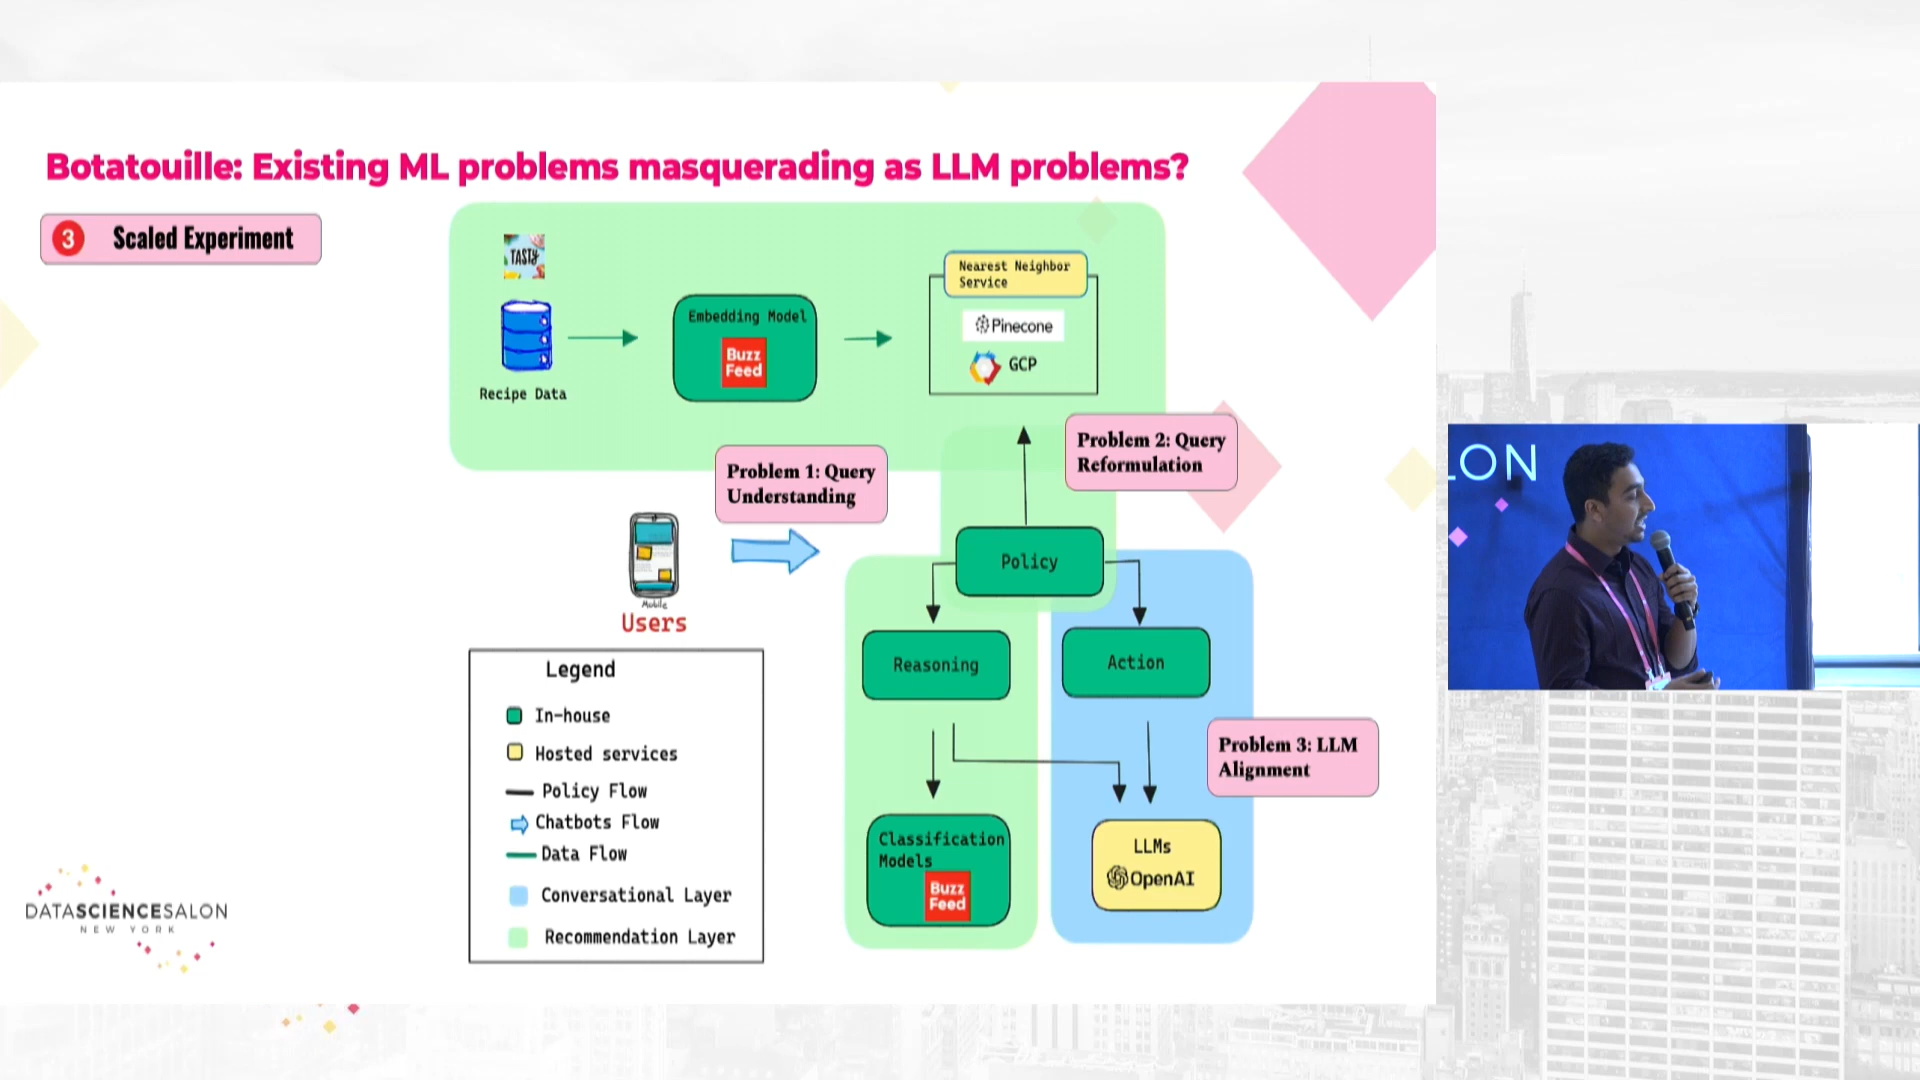 Botatouille: Existing ML problems masquerading as LLM problems?
3 Scaled Experiment
TASTY
Recipe Data
Embedding Model
Buzz
Feed
Nearest Neighbor
Service
Pinecone
GCP
Problem 1: Query
Understanding
Problem 2: Query
Reformulation
Mobile
Users
Policy
Reasoning
Action
Problem 3: LLM
Alignment
Classification
Models
Buzz
Feed
LLMs
OpenAI
Legend
In-house
Hosted services
Policy Flow
Chatbots Flow
Data Flow
Conversational Layer
Recommendation Layer
DATASCIENCESALON
NEW YORK
LON